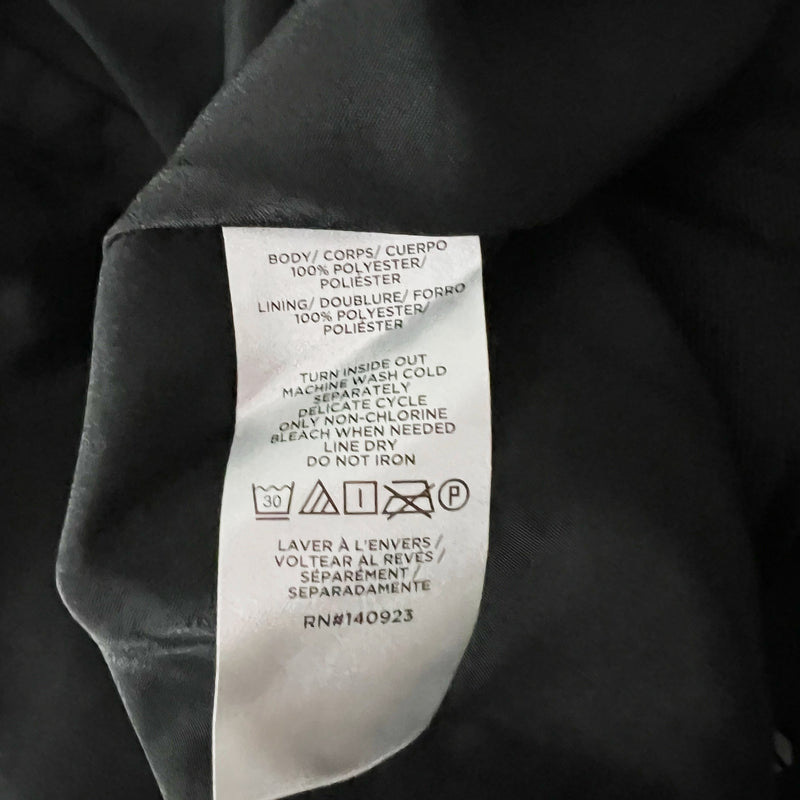 BODY/ CORPS/ CUERPO
100% POLYESTER/
POLIÉSTER
LINING/ DOUBLURE/ FORRO
100% POLYESTER/
POLIÉSTER
TURN INSIDE OUT
MACHINE WASH COLD
SEPARATELY
DELICATE CYCLE
ONLY NON-CHLORINE
BLEACH WHEN NEEDED
LINE DRY
DO NOT IRON
30 P
LAVER À L'ENVERS/
VOLTEAR AL REVÉS/
SÉPARÉMENT/
SEPARADAMENTE
RN#140923